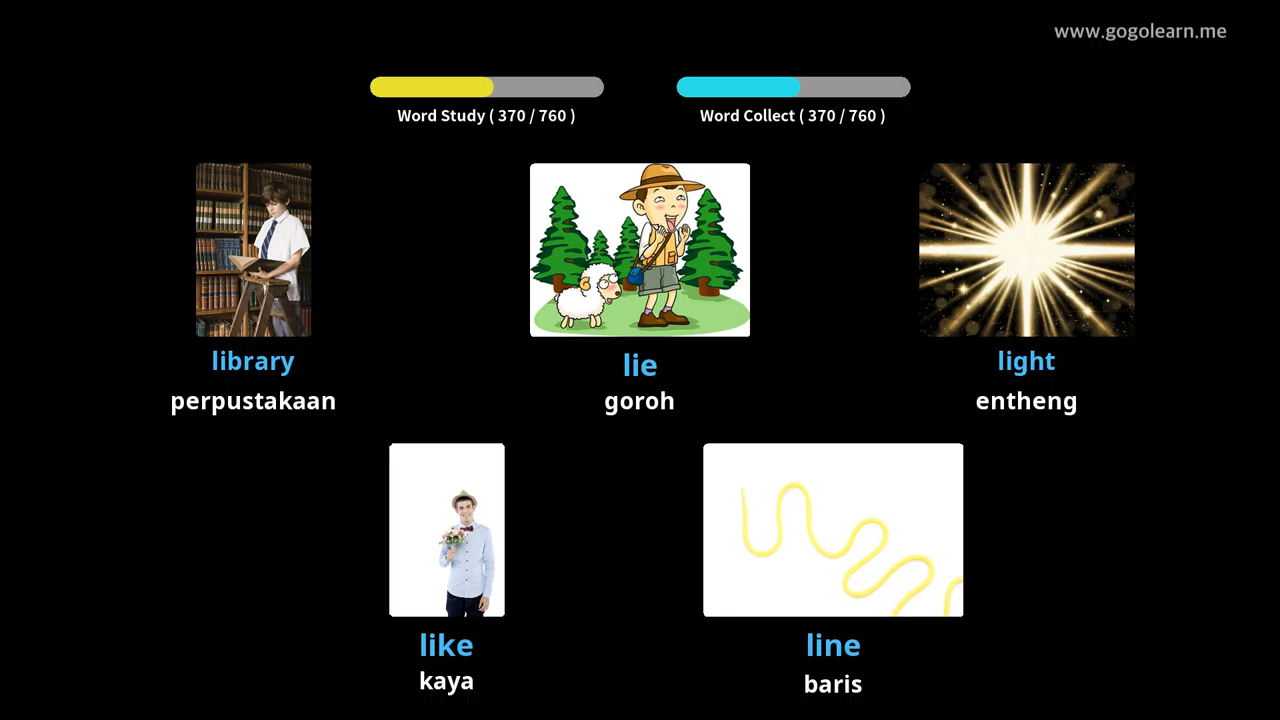 www.gogolearn.me
Word Study ( 370 / 760 )
Word Collect ( 370 / 760 )
library
perpustakaan
lie
goroh
light
entheng
like
kaya
line
baris